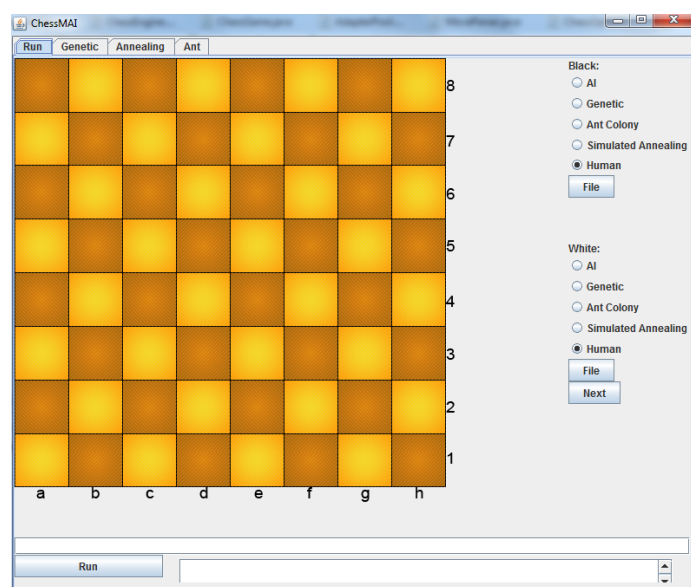 ChessMAI
Run Genetic Annealing Ant
8
7
6
5
4
3
2
1
a b c d e f g h
Black:
AI
Genetic
Ant Colony
Simulated Annealing
Human
File
White:
AI
Genetic
Ant Colony
Simulated Annealing
Human
File
Next
Run